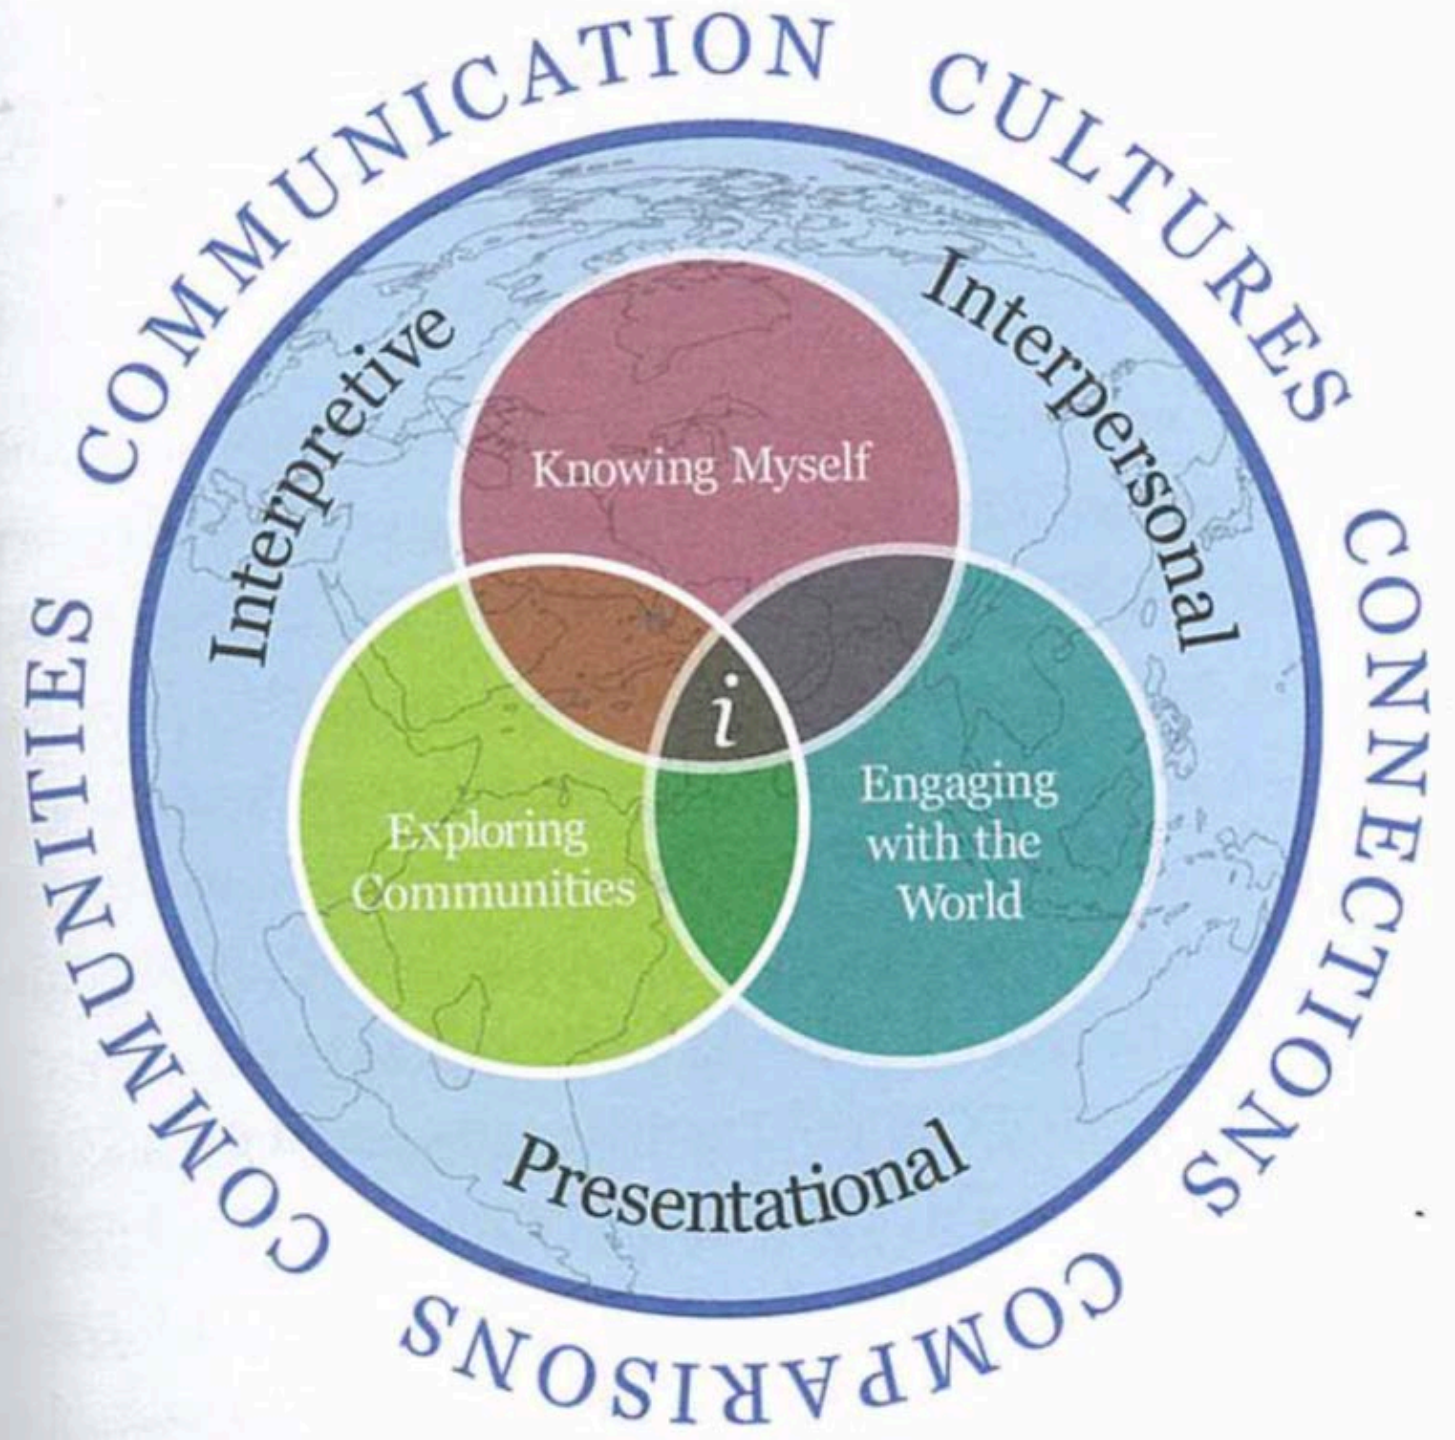 COMMUNICATION
CULTURES
CONNECTIONS
COMPARISONS
COMMUNITIES
Interpretive
Interpersonal
Presentational
Knowing Myself
i
Exploring
Communities
Engaging
with the
World